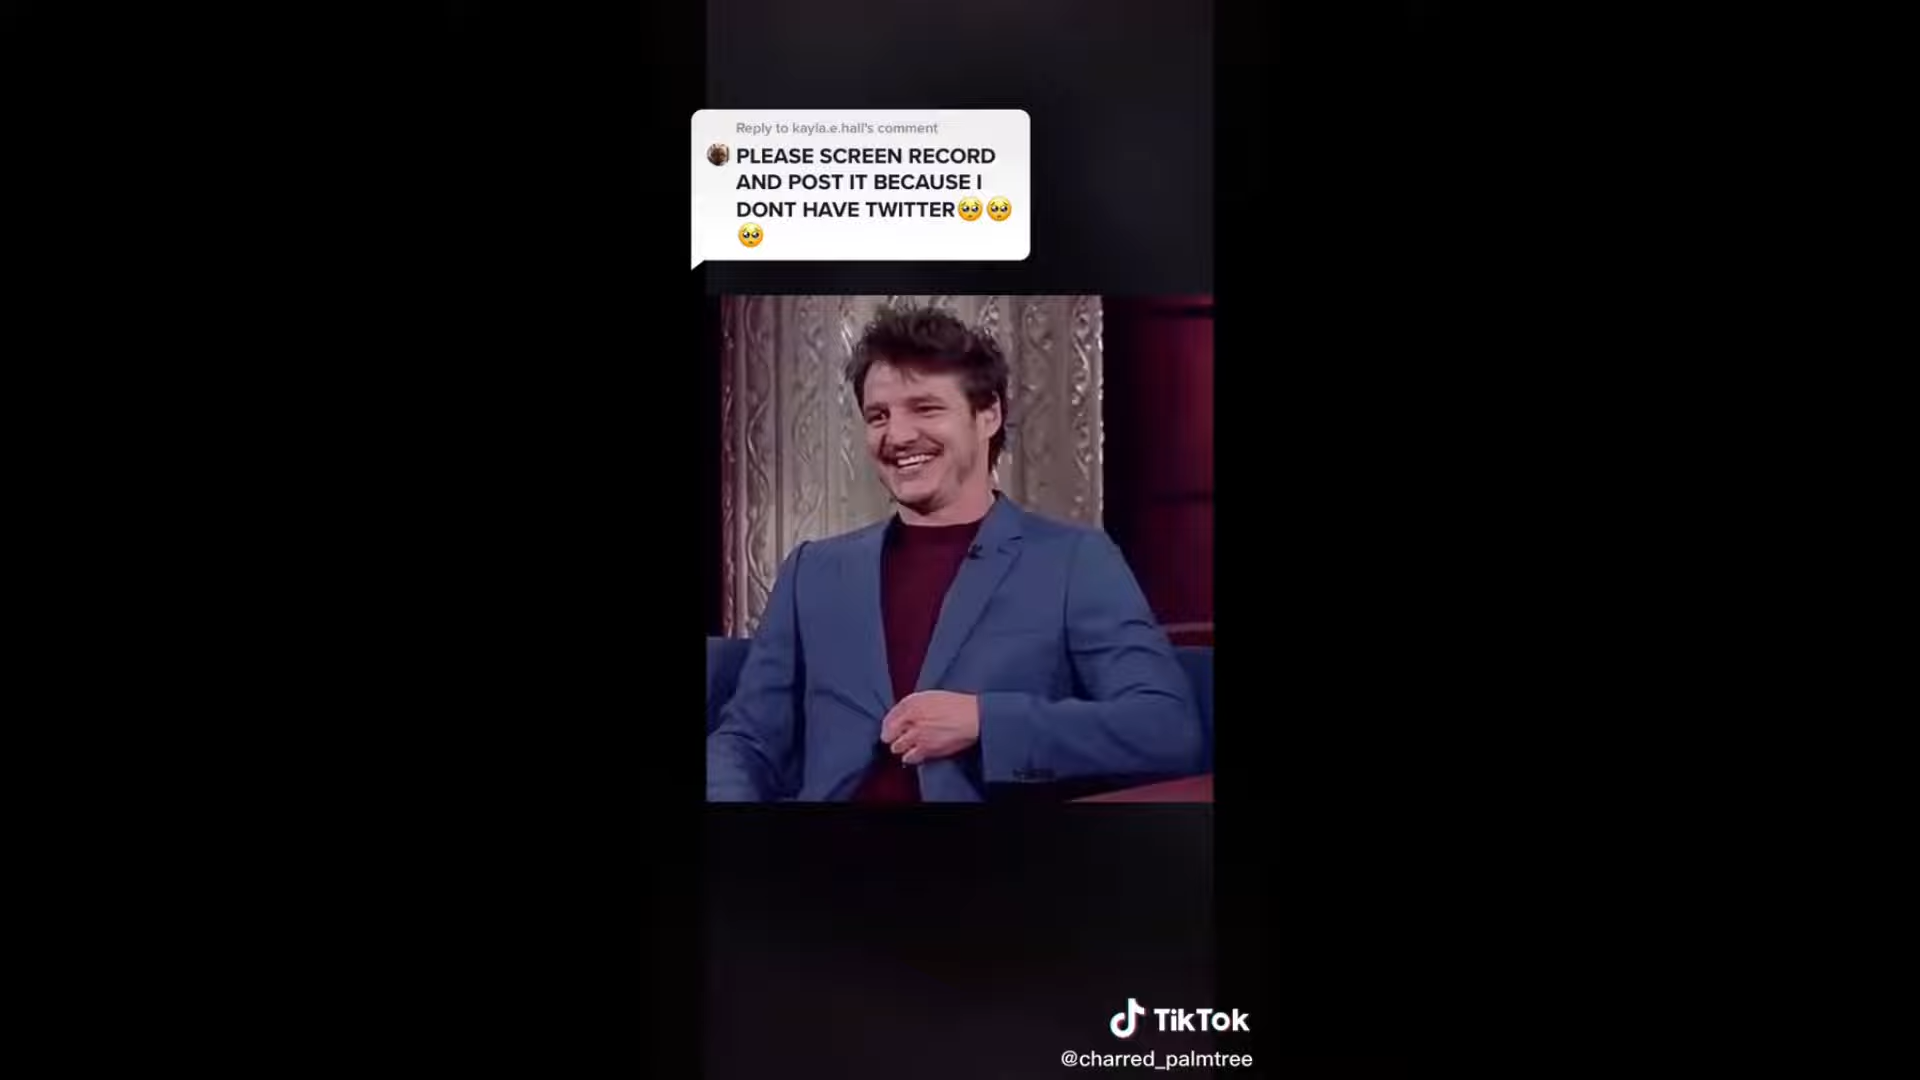 Reply to kayla.e.hall's comment
PLEASE SCREEN RECORD
AND POST IT BECAUSE I
DONT HAVE TWITTER🥺🥺
🥺
TikTok
@charred_palmtree